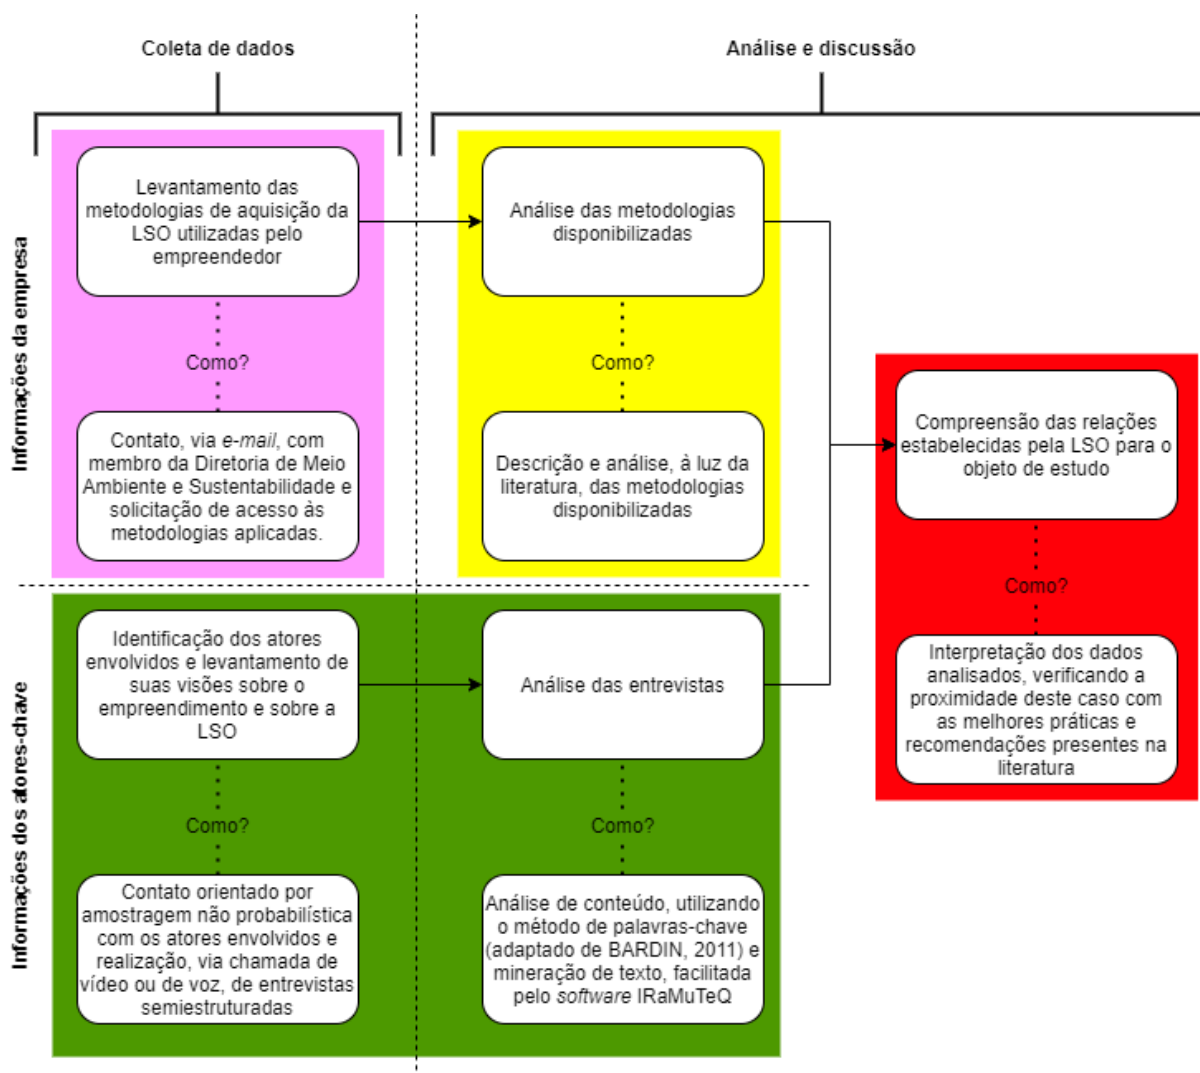 Coleta de dados
Análise e discussão
Informações da empresa
Levantamento das
metodologias de aquisição da
LSO utilizadas pelo
empreendedor
Como?
Contato, via e-mail, com
membro da Diretoria de Meio
Ambiente e Sustentabilidade e
solicitação de acesso às
metodologias aplicadas.
Análise das metodologias
disponibilizadas
Como?
Descrição e análise, à luz da
literatura, das metodologias
disponibilizadas
Informações dos atores-chave
Identificação dos atores
envolvidos e levantamento de
suas visões sobre o
empreendimento e sobre a
LSO
Como?
Contato orientado por
amostragem não probabilística
com os atores envolvidos e
realização, via chamada de
vídeo ou de voz, de entrevistas
semiestruturadas
Análise das entrevistas
Como?
Análise de conteúdo, utilizando
o método de palavras-chave
(adaptado de BARDIN, 2011) e
mineração de texto, facilitada
pelo software IRaMuTeQ
Compreensão das relações
estabelecidas pela LSO para o
objeto de estudo
Como?
Interpretação dos dados
analisados, verificando a
proximidade deste caso com
as melhores práticas e
recomendações presentes na
literatura